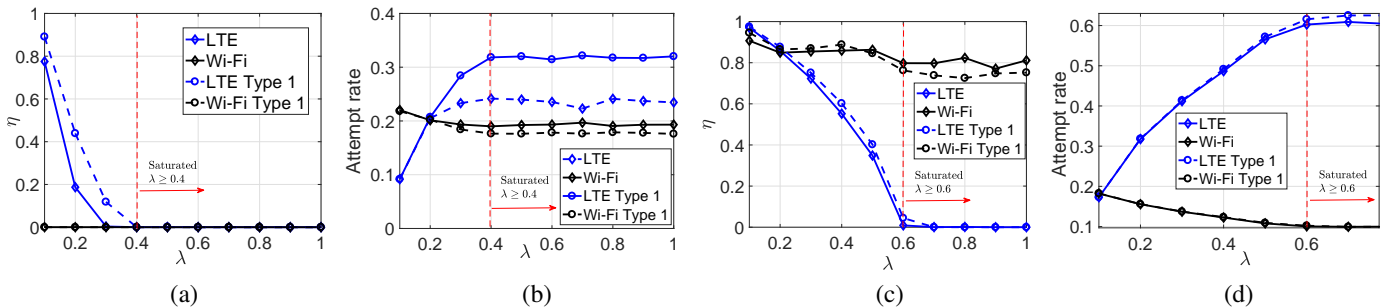 η
1
0.8
0.6
0.4
0.2
0
LTE
Wi-Fi
LTE Type 1
Wi-Fi Type 1
Saturated
λ ≥ 0.4
0.2 0.4 0.6 0.8 1
λ
(a)
Attempt rate
0.4
0.3
0.2
0.1
0
Saturated
λ ≥ 0.4
LTE
Wi-Fi
LTE Type 1
Wi-Fi Type 1
0.2 0.4 0.6 0.8 1
λ
(b)
η
1
0.8
0.6
0.4
0.2
0
LTE
Wi-Fi
LTE Type 1
Wi-Fi Type 1
Saturated
λ ≥ 0.6
0.2 0.4 0.6 0.8 1
λ
(c)
Attempt rate
0.6
0.5
0.4
0.3
0.2
0.1
LTE
Wi-Fi
LTE Type 1
Wi-Fi Type 1
Saturated
λ ≥ 0.6
0.2 0.4 0.6
λ
(d)